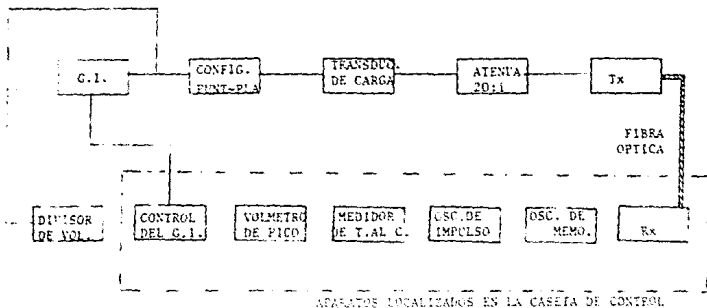 G.I.
CONFIG.
PUNT-PLA
TRANSDUC.
DE CARGA
ATENUA
20:1
Tx
FIBRA
OPTICA
DIVISOR
DE VOL.
CONTROL
DEL G.I.
VOLMETRO
DE PICO
MEDIDOR
DE T.AL C.
OSC.DE
IMPULSO
OSC. DE
MEMO.
Rx
APARATOS LOCALIZADOS EN LA CASETA DE CONTROL